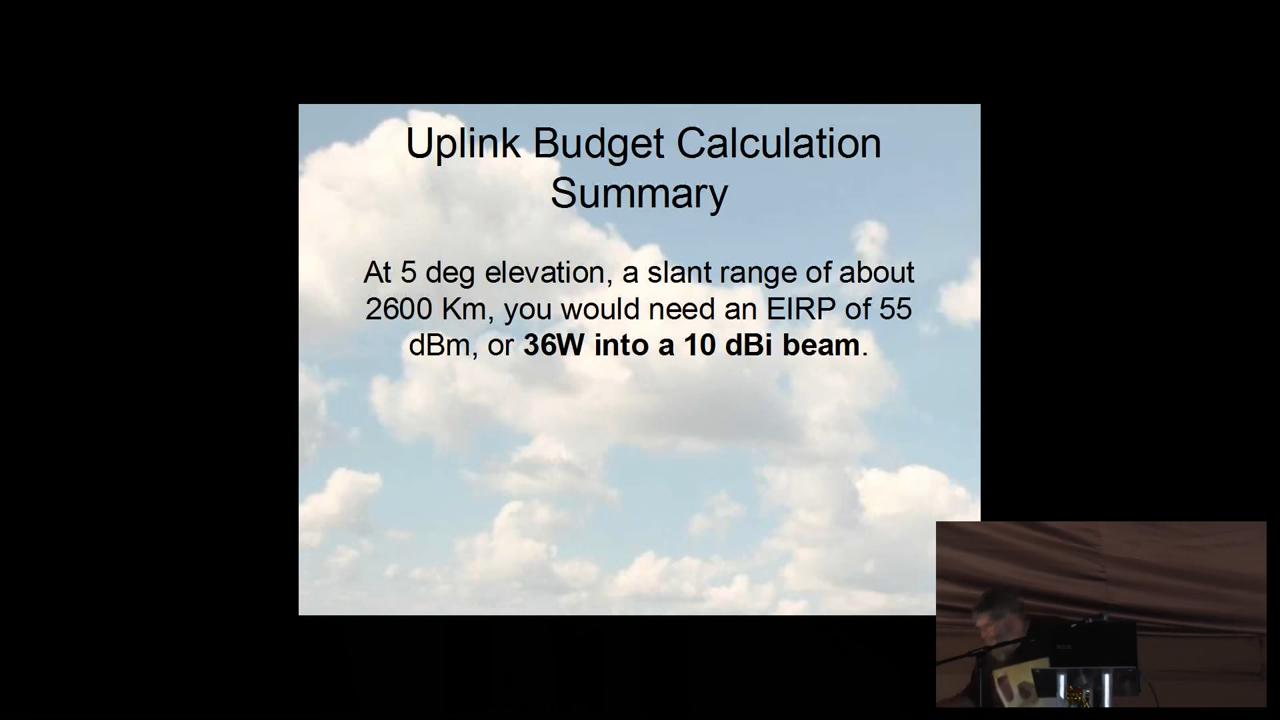 Uplink Budget Calculation
Summary
At 5 deg elevation, a slant range of about
2600 Km, you would need an EIRP of 55
dBm, or 36W into a 10 dBi beam.